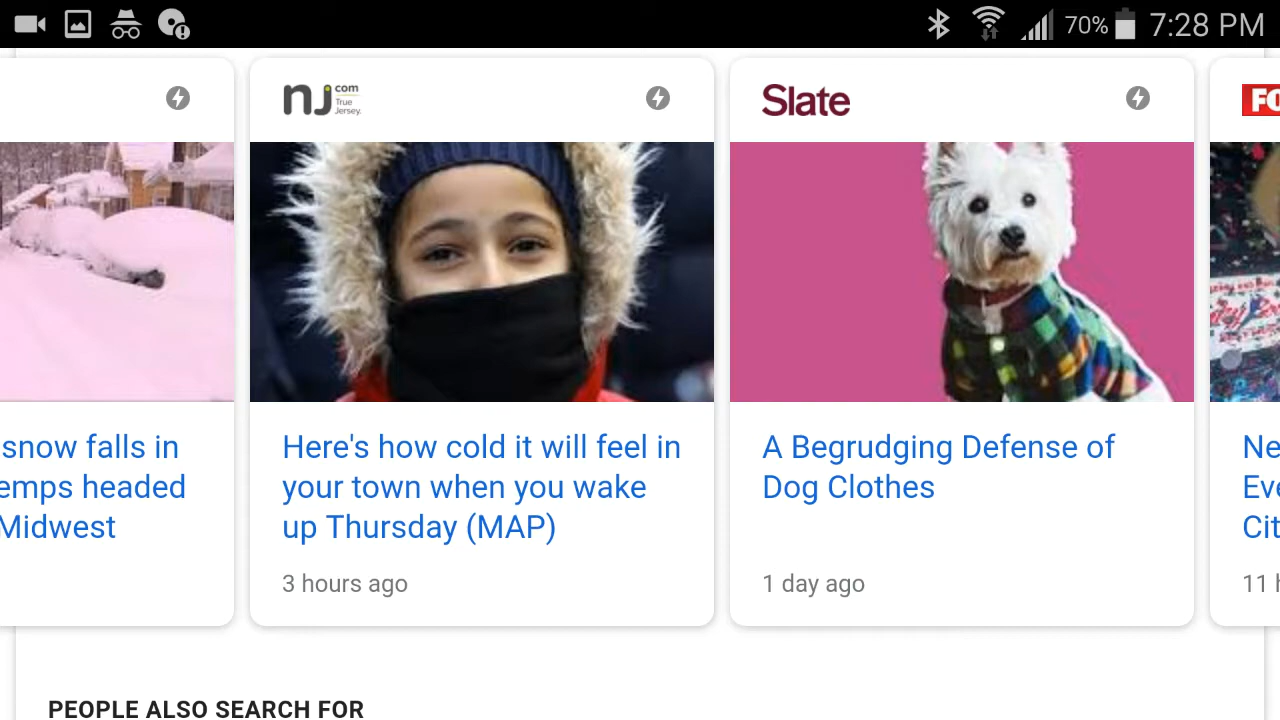 70% 7:28 PM
nj com
True
Jersey.
Slate
FO
snow falls in
emps headed
Midwest
Here's how cold it will feel in
your town when you wake
up Thursday (MAP)
3 hours ago
A Begrudging Defense of
Dog Clothes
1 day ago
Ne
Eve
Cit
11 h
PEOPLE ALSO SEARCH FOR